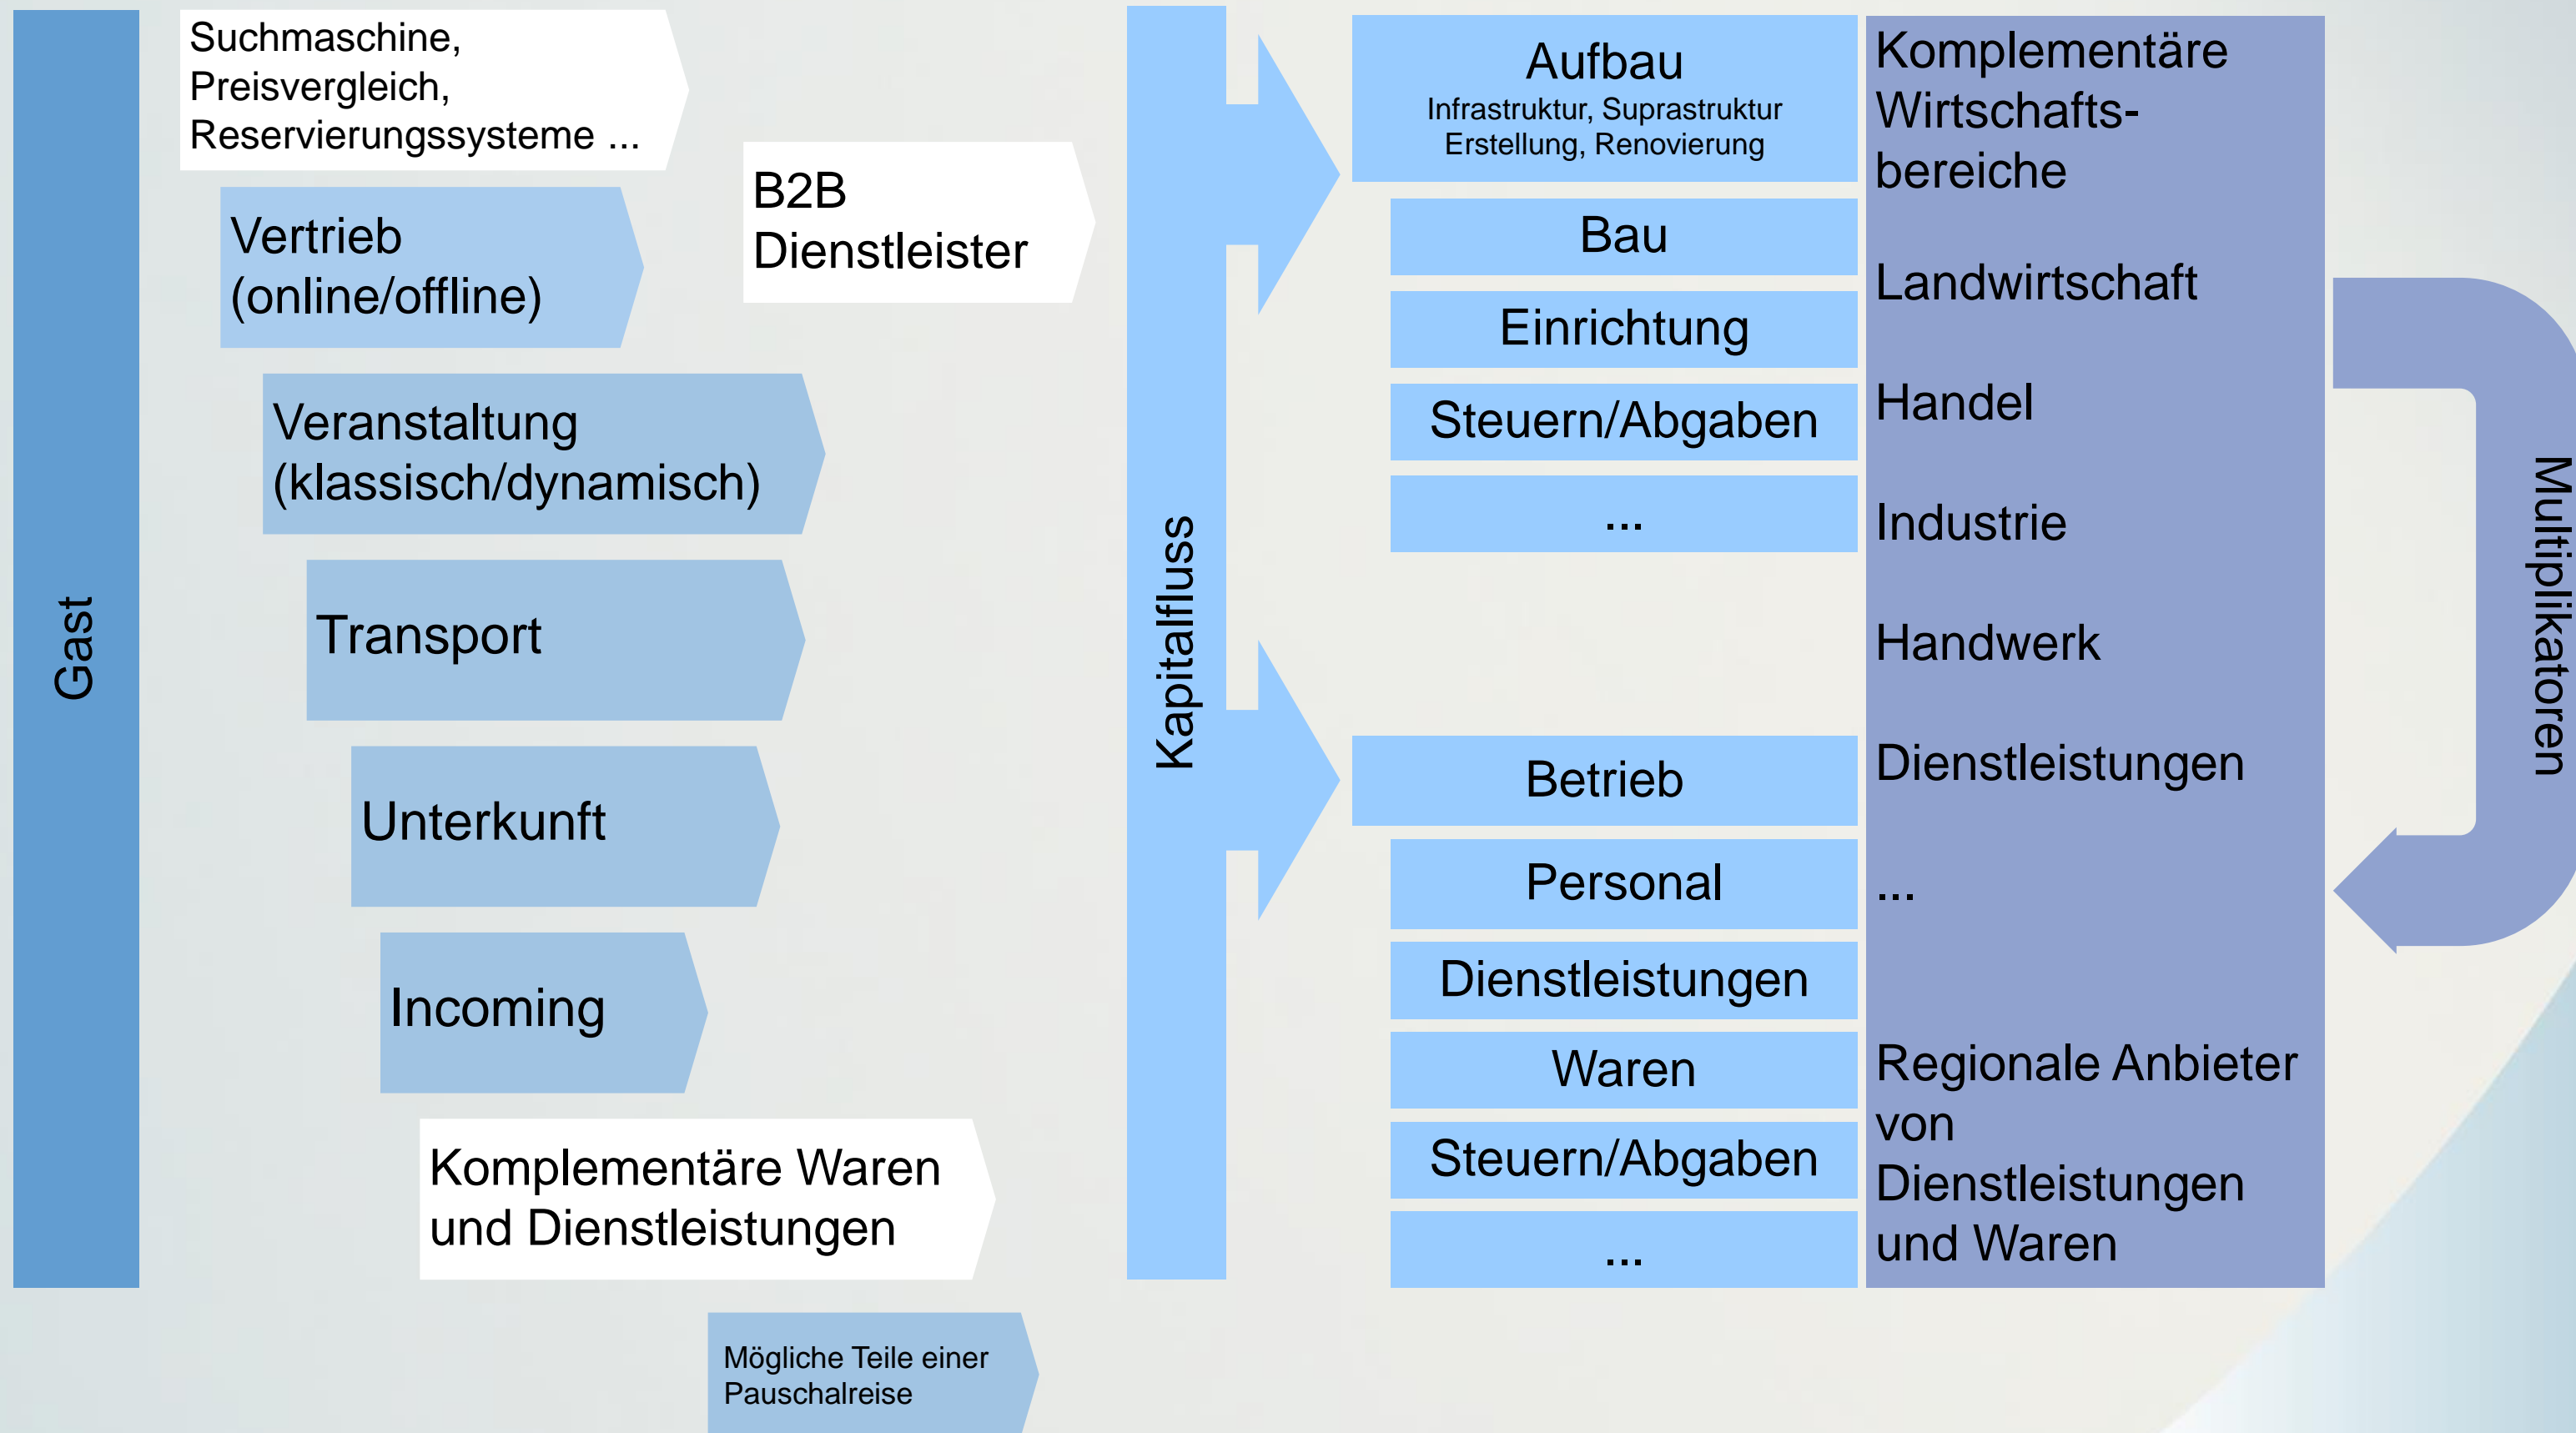 Gast
Suchmaschine,
Preisvergleich,
Reservierungssysteme ...
Vertrieb
(online/offline)
B2B
Dienstleister
Veranstaltung
(klassisch/dynamisch)
Transport
Unterkunft
Incoming
Komplementäre Waren
und Dienstleistungen
Mögliche Teile einer
Pauschalreise
Kapitalfluss
Aufbau
Infrastruktur, Suprastruktur
Erstellung, Renovierung
Bau
Einrichtung
Steuern/Abgaben
...
Betrieb
Personal
Dienstleistungen
Waren
Steuern/Abgaben
...
Komplementäre
Wirtschafts-
bereiche
Landwirtschaft
Handel
Industrie
Handwerk
Dienstleistungen
...
Regionale Anbieter
von
Dienstleistungen
und Waren
Multiplikatoren